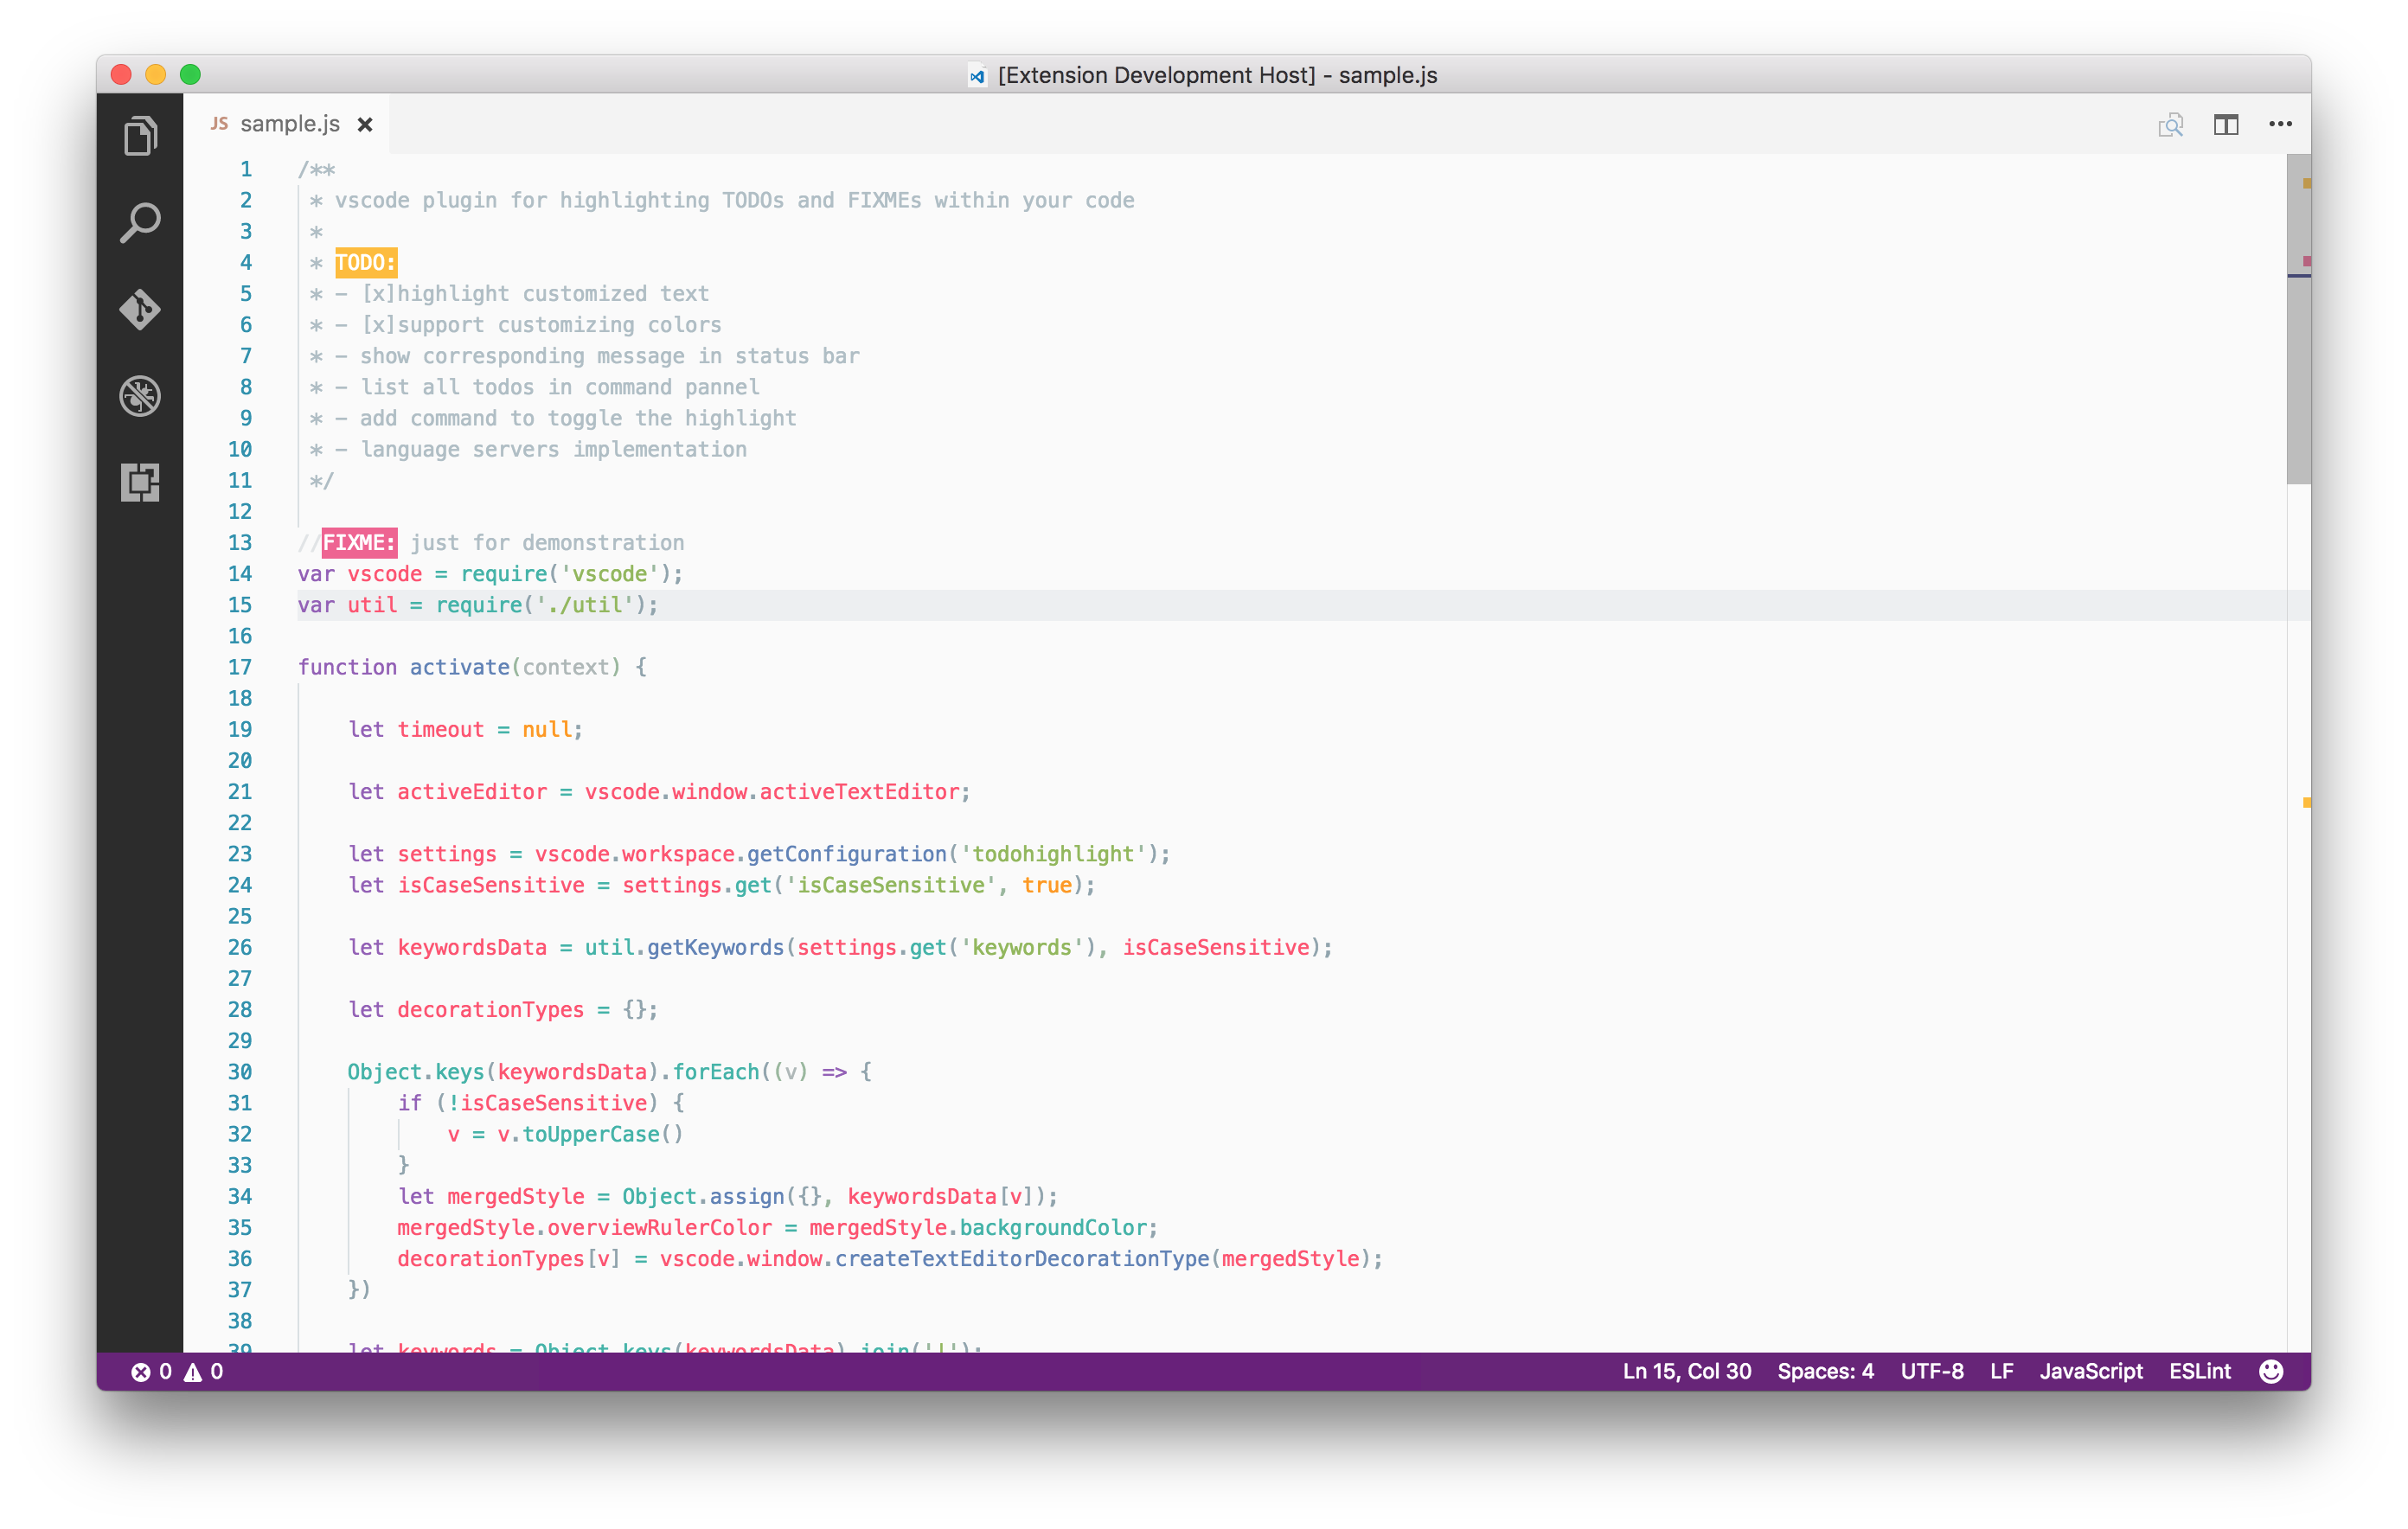 [Extension Development Host] - sample.js
JS sample.js
1 /**
2 * vscode plugin for highlighting TODOs and FIXMEs within your code
3 *
4 * TODO:
5 * - [x]highlight customized text
6 * - [x]support customizing colors
7 * - show corresponding message in status bar
8 * - list all todos in command pannel
9 * - add command to toggle the highlight
10 * - language servers implementation
11 */
12
13 //FIXME: just for demonstration
14 var vscode = require('vscode');
15 var util = require('./util');
16
17 function activate(context) {
18
19 let timeout = null;
20
21 let activeEditor = vscode.window.activeTextEditor;
22
23 let settings = vscode.workspace.getConfiguration('todohighlight');
24 let isCaseSensitive = settings.get('isCaseSensitive', true);
25
26 let keywordsData = util.getKeywords(settings.get('keywords'), isCaseSensitive);
27
28 let decorationTypes = {};
29
30 Object.keys(keywordsData).forEach((v) => {
31 if (!isCaseSensitive) {
32 v = v.toUpperCase()
33 }
34 let mergedStyle = Object.assign({}, keywordsData[v]);
35 mergedStyle.overviewRulerColor = mergedStyle.backgroundColor;
36 decorationTypes[v] = vscode.window.createTextEditorDecorationType(mergedStyle);
37 })
38
39 let keywords = Object.keys(keywordsData).join('|');
0 0 Ln 15, Col 30 Spaces: 4 UTF-8 LF JavaScript ESLint